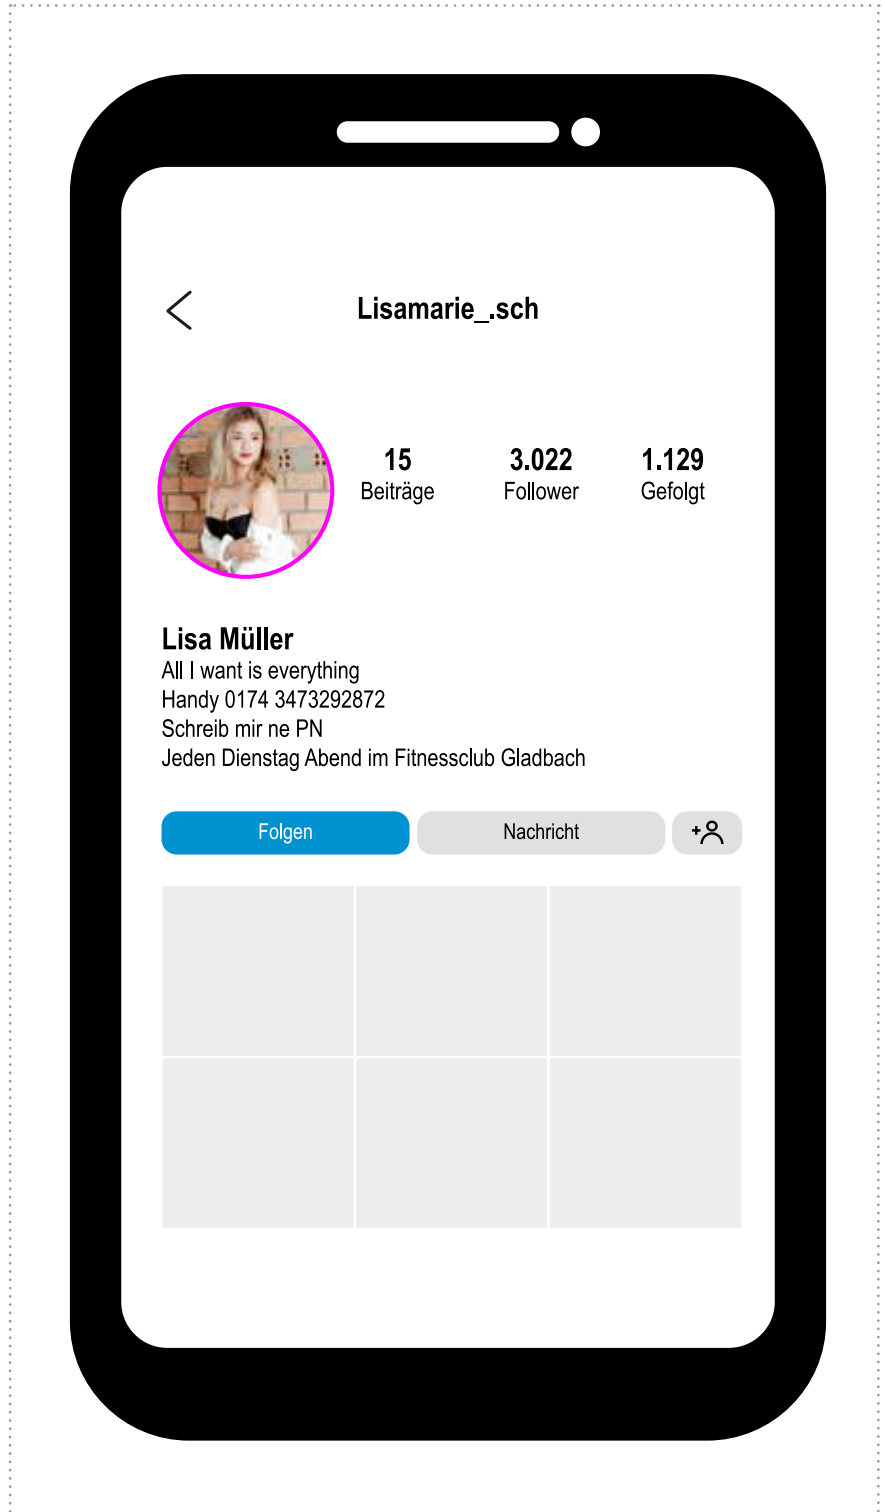 Lisamarie_.sch
15 3.022 1.129
Beiträge Follower Gefolgt
Lisa Müller
All I want is everything
Handy 0174 3473292872
Schreib mir ne PN
Jeden Dienstag Abend im Fitnessclub Gladbach
Folgen Nachricht